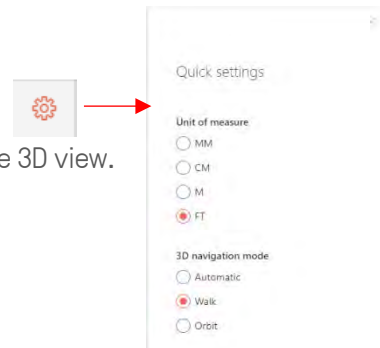 Quick settings
Unit of measure
MM
e 3D view.
CM
M
FT
3D navigation mode
Automatic
Walk
Orbit